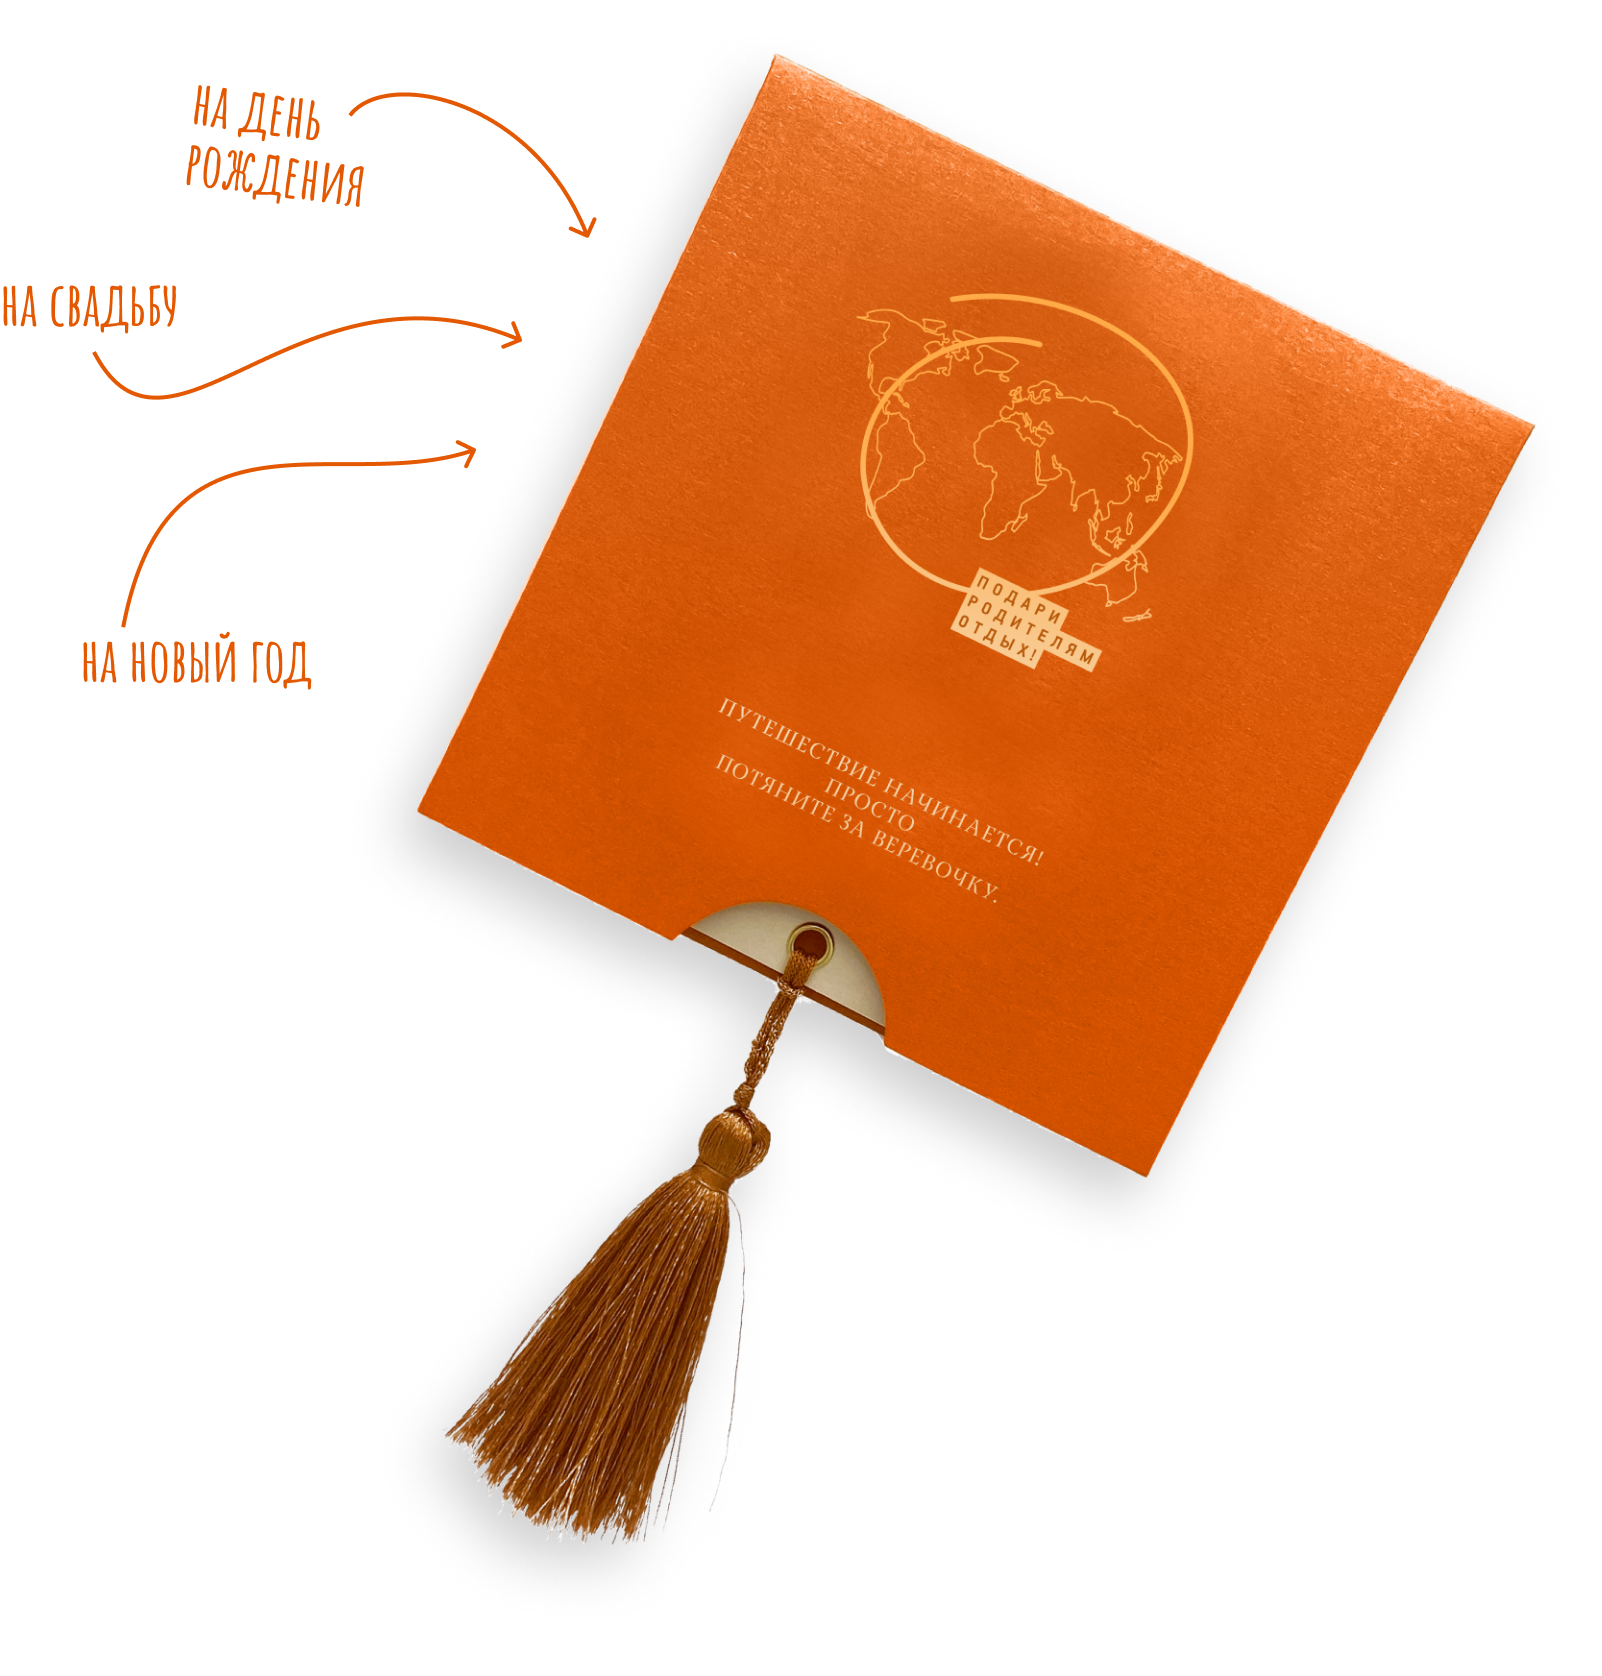 НА ДЕНЬ
РОЖДЕНИЯ
НА СВАДЬБУ
НА НОВЫЙ ГОД
ПОДАРИ
РОДИТЕЛЯМ
ОТДЫХ!
ПУТЕШЕСТВИЕ НАЧИНАЕТСЯ!
ПРОСТО
ПОТЯНИТЕ ЗА ВЕРЕВОЧКУ.